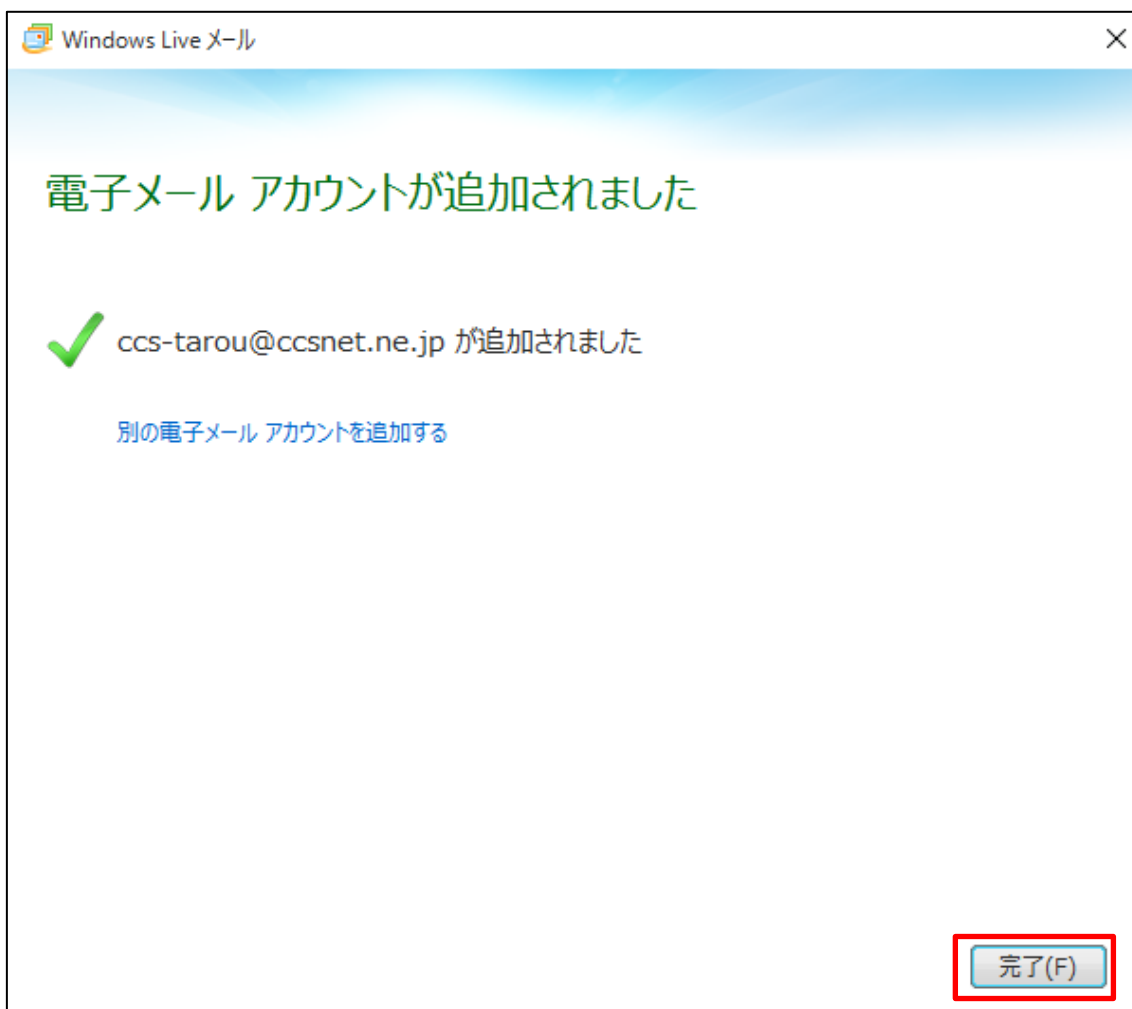 Windows Live メール
電子メール アカウントが追加されました
ccs-tarou@ccsnet.ne.jp が追加されました
別の電子メール アカウントを追加する
完了(F)